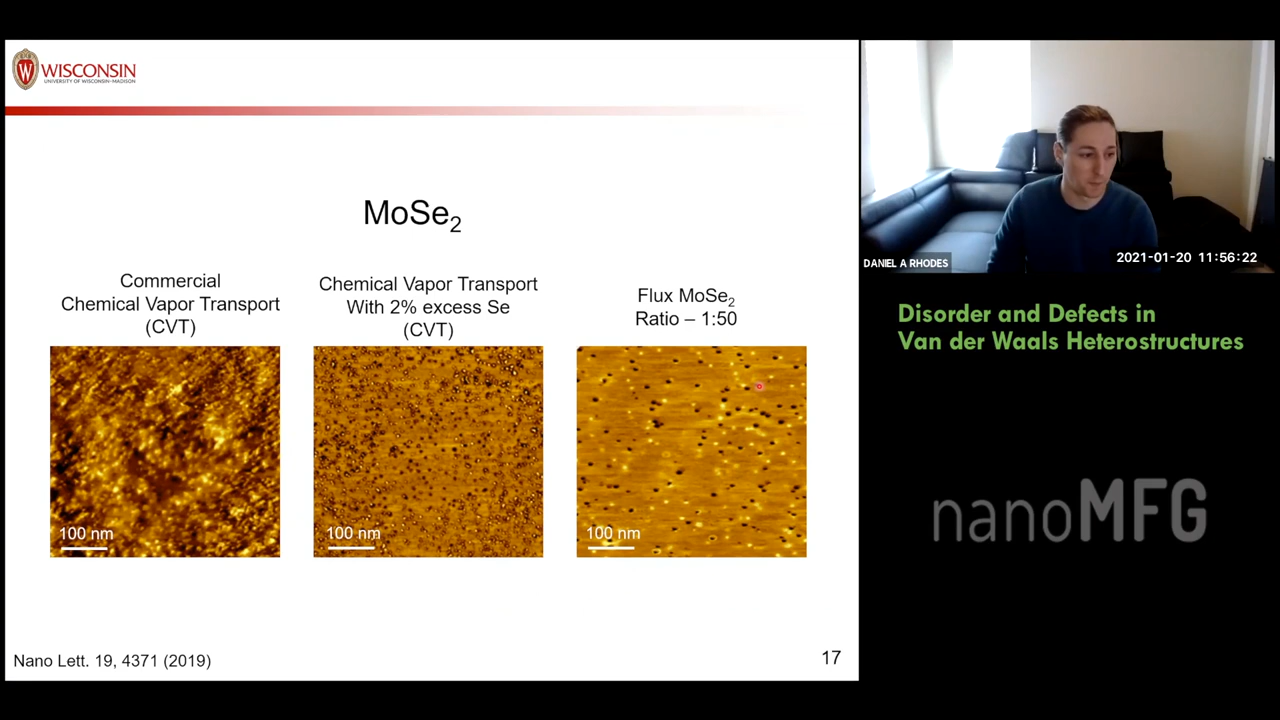 WISCONSIN
UNIVERSITY OF WISCONSIN–MADISON
MoSe₂
Commercial
Chemical Vapor Transport
(CVT)
Chemical Vapor Transport
With 2% excess Se
(CVT)
Flux MoSe₂
Ratio – 1:50
100 nm
100 nm
100 nm
Nano Lett. 19, 4371 (2019)
17
DANIEL A RHODES
2021-01-20 11:56:22
Disorder and Defects in
Van der Waals Heterostructures
nanoMFG